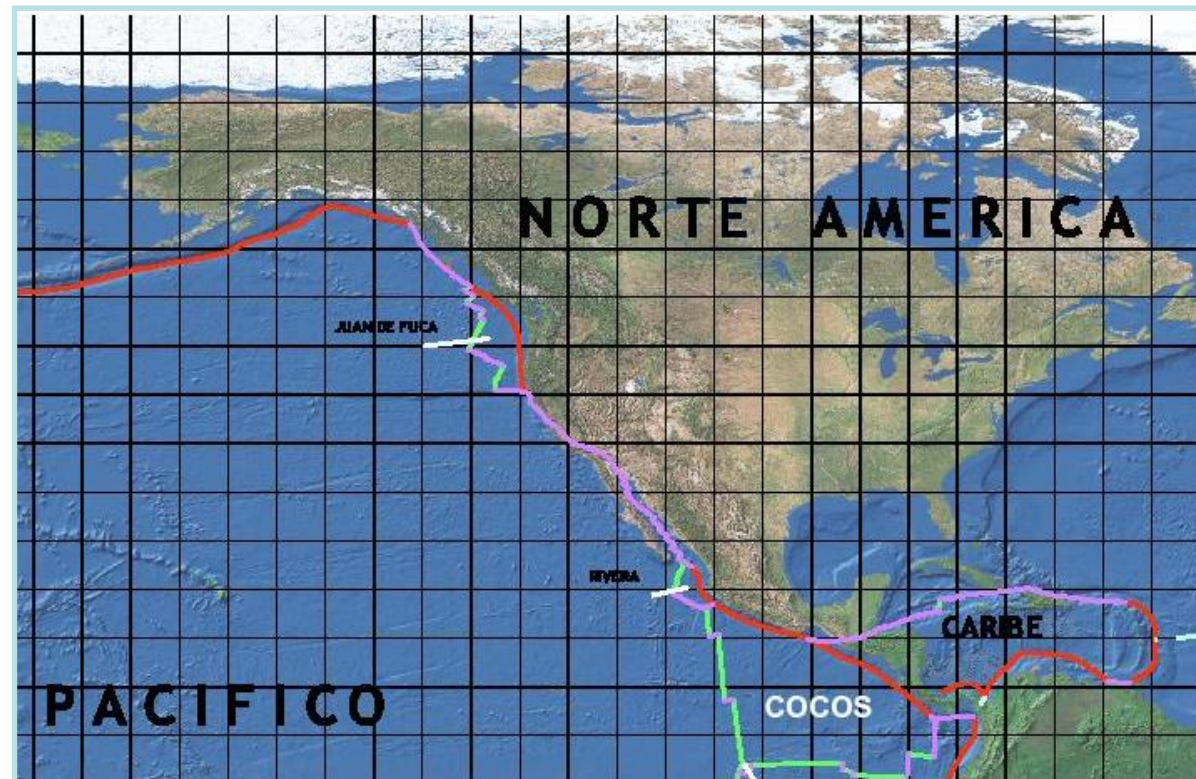 NORTE AMERICA
JUAN DE FUCA
RIVERA
CARIBE
PACIFICO
COCOS